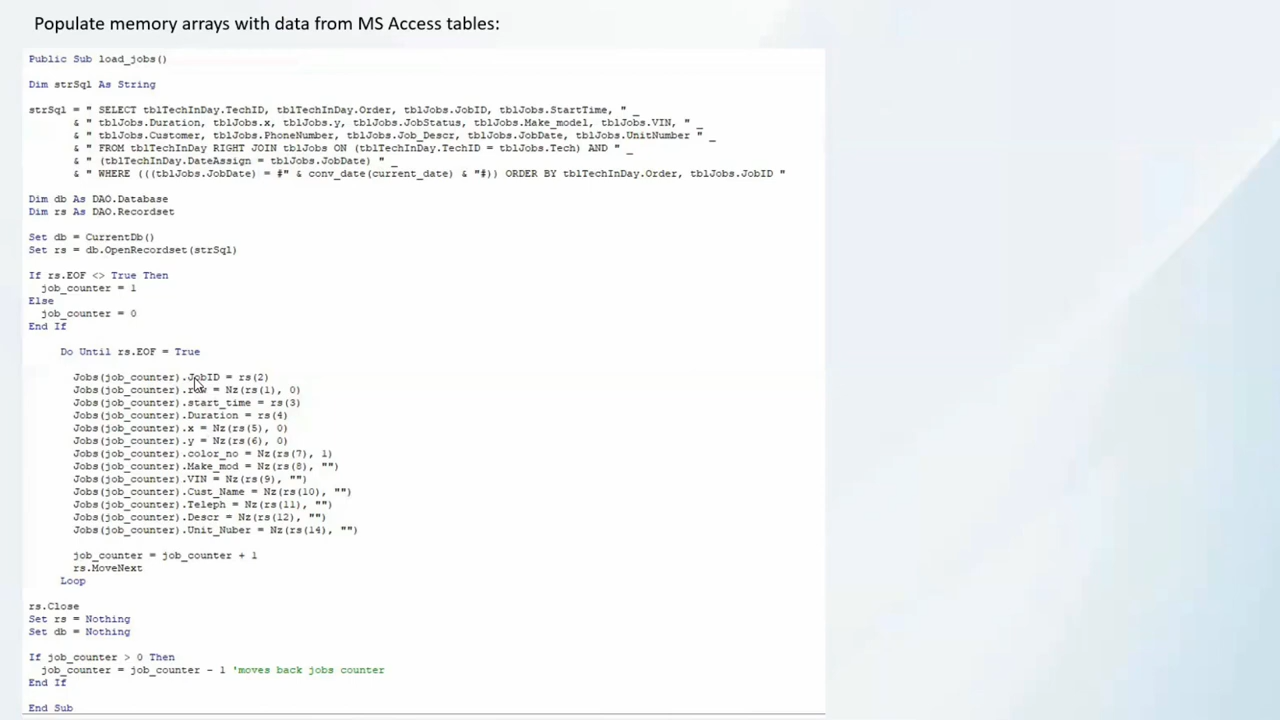 Populate memory arrays with data from MS Access tables:
Public Sub load_jobs()
Dim strSql As String
strSql = " SELECT tblTechInDay.TechID, tblTechInDay.Order, tblJobs.JobID, tblJobs.StartTime, " _
& " tblJobs.Duration, tblJobs.x, tblJobs.y, tblJobs.JobStatus, tblJobs.Make_model, tblJobs.VIN, " _
& " tblJobs.Customer, tblJobs.PhoneNumber, tblJobs.Job_Descr, tblJobs.JobDate, tblJobs.UnitNumber " _
& " FROM tblTechInDay RIGHT JOIN tblJobs ON (tblTechInDay.TechID = tblJobs.Tech) AND " _
& " (tblTechInDay.DateAssign = tblJobs.JobDate) " _
& " WHERE (((tblJobs.JobDate) = #" & conv_date(current_date) & "#)) ORDER BY tblTechInDay.Order, tblJobs.JobID "
Dim db As DAO.Database
Dim rs As DAO.Recordset
Set db = CurrentDb()
Set rs = db.OpenRecordset(strSql)
If rs.EOF <> True Then
job_counter = 1
Else
job_counter = 0
End If
Do Until rs.EOF = True
Jobs(job_counter).JobID = rs(2)
Jobs(job_counter).row = Nz(rs(1), 0)
Jobs(job_counter).start_time = rs(3)
Jobs(job_counter).Duration = rs(4)
Jobs(job_counter).x = Nz(rs(5), 0)
Jobs(job_counter).y = Nz(rs(6), 0)
Jobs(job_counter).color_no = Nz(rs(7), 1)
Jobs(job_counter).Make_mod = Nz(rs(8), "")
Jobs(job_counter).VIN = Nz(rs(9), "")
Jobs(job_counter).Cust_Name = Nz(rs(10), "")
Jobs(job_counter).Teleph = Nz(rs(11), "")
Jobs(job_counter).Descr = Nz(rs(12), "")
Jobs(job_counter).Unit_Nuber = Nz(rs(14), "")
job_counter = job_counter + 1
rs.MoveNext
Loop
rs.Close
Set rs = Nothing
Set db = Nothing
If job_counter > 0 Then
job_counter = job_counter - 1 'moves back jobs counter
End If
End Sub